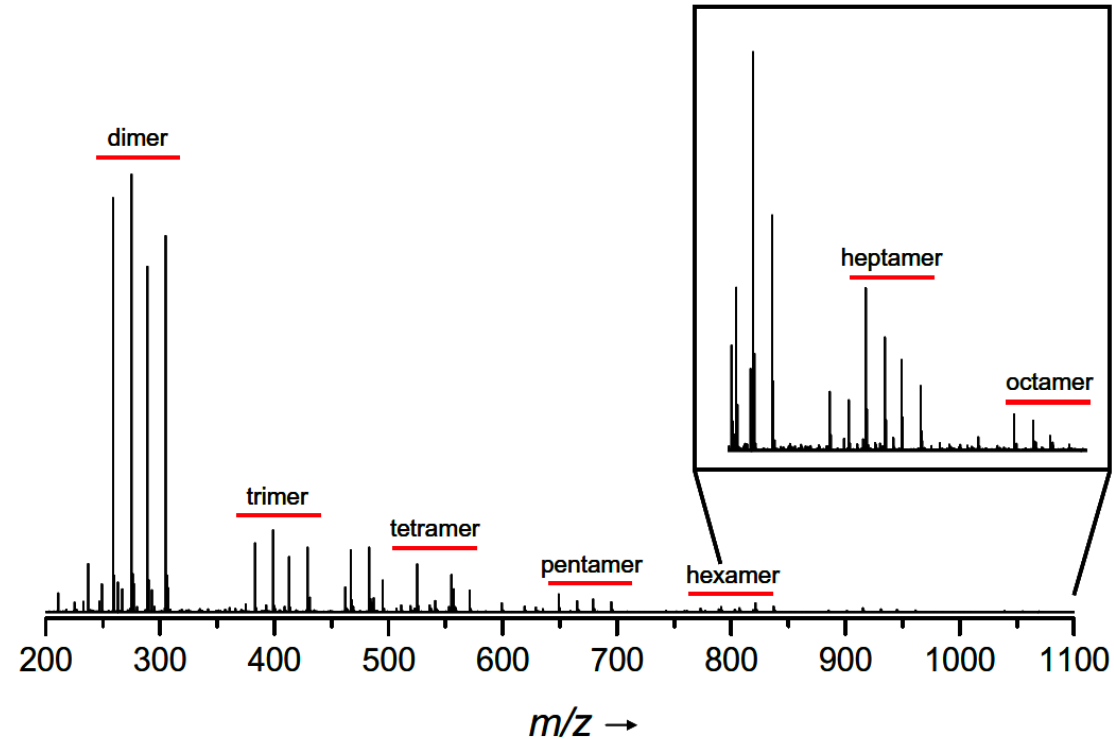 dimer
trimer
tetramer
pentamer
hexamer
heptamer
octamer
200 300 400 500 600 700 800 900 1000 1100
m/z →